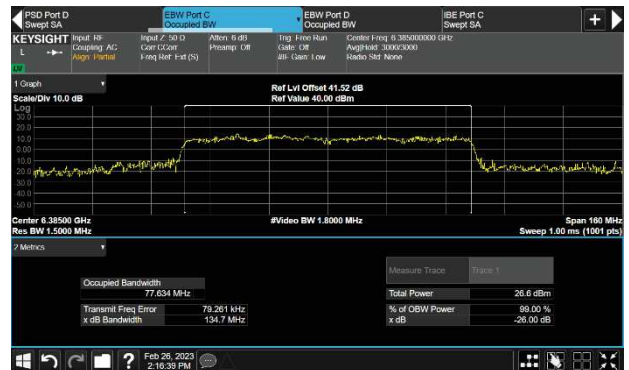 PSD Port D
Swept SA
EBW Port C
Occupied BW
EBW Port D
Occupied BW
IBE Port C
Swept SA
KEYSIGHT
L
Input: RF
Coupling: AC
Align: Partial
Input Z: 50 Ω
Corr CCorr
Freq Ref: Ext (S)
Atten: 6 dB
Preamp: Off
Trig: Free Run
Gate: Off
#IF Gain: Low
Center Freq: 6.385000000 GHz
Avg|Hold: 3000/3000
Radio Std: None
1 Graph
Scale/Div 10.0 dB
Ref Lvl Offset 41.52 dB
Ref Value 40.00 dBm
Log
30.0
20.0
10.0
0.00
-10.0
-20.0
-30.0
-40.0
-50.0
Center 6.38500 GHz
Res BW 1.5000 MHz
#Video BW 1.8000 MHz
Span 160 MHz
Sweep 1.00 ms (1001 pts)
2 Metrics
Measure Trace
Trace 1
Occupied Bandwidth
77.634 MHz
Total Power
26.6 dBm
Transmit Freq Error
79.261 kHz
% of OBW Power
99.00 %
x dB Bandwidth
134.7 MHz
x dB
-26.00 dB
?
Feb 26, 2023
2:16:39 PM